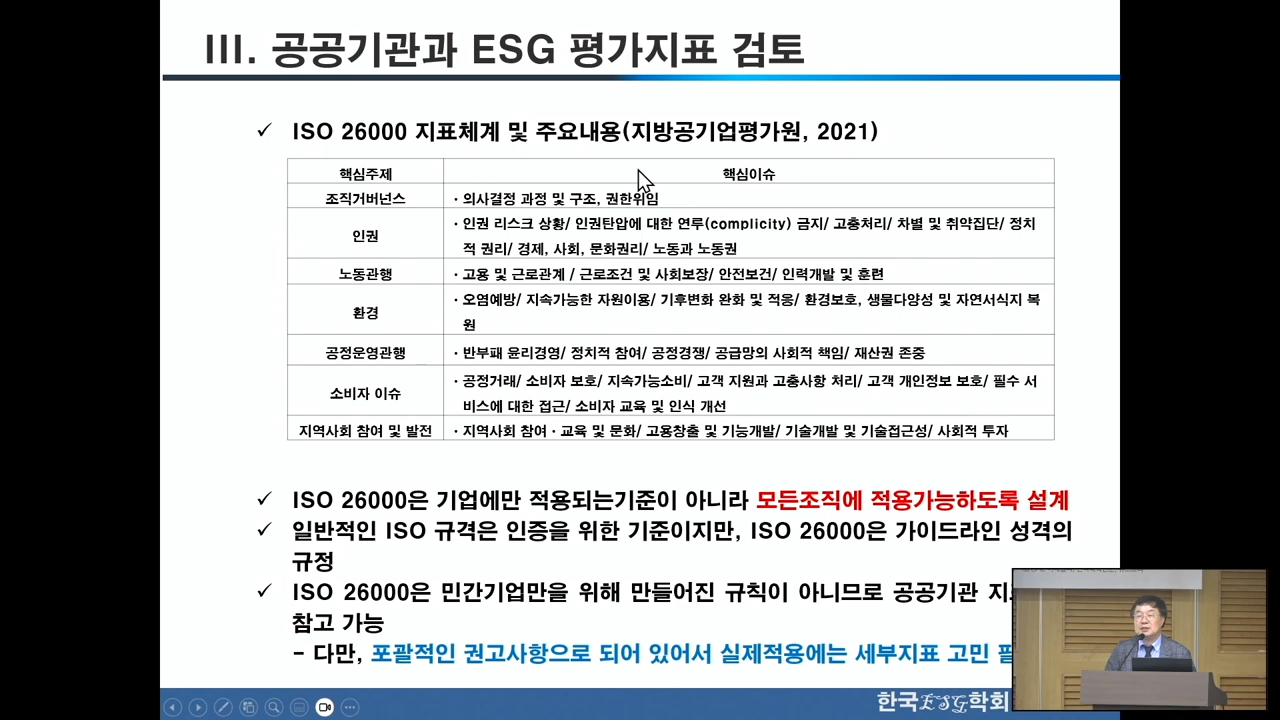 III. 공공기관과 ESG 평가지표 검토
✓ ISO 26000 지표체계 및 주요내용(지방공기업평가원, 2021)
핵심주제 핵심이슈
조직거버넌스 · 의사결정 과정 및 구조, 권한위임
인권 · 인권 리스크 상황/ 인권탄압에 대한 연루(complicity) 금지/ 고충처리/ 차별 및 취약집단/ 정치
적 권리/ 경제, 사회, 문화권리/ 노동과 노동권
노동관행 · 고용 및 근로관계 / 근로조건 및 사회보장/ 안전보건/ 인력개발 및 훈련
환경 · 오염예방/ 지속가능한 자원이용/ 기후변화 완화 및 적응/ 환경보호, 생물다양성 및 자연서식지 복
원
공정운영관행 · 반부패 윤리경영/ 정치적 참여/ 공정경쟁/ 공급망의 사회적 책임/ 재산권 존중
소비자 이슈 · 공정거래/ 소비자 보호/ 지속가능소비/ 고객 지원과 고충사항 처리/ 고객 개인정보 보호/ 필수 서
비스에 대한 접근/ 소비자 교육 및 인식 개선
지역사회 참여 및 발전 · 지역사회 참여 · 교육 및 문화/ 고용창출 및 기능개발/ 기술개발 및 기술접근성/ 사회적 투자
✓ ISO 26000은 기업에만 적용되는기준이 아니라 모든조직에 적용가능하도록 설계
✓ 일반적인 ISO 규격은 인증을 위한 기준이지만, ISO 26000은 가이드라인 성격의
규정
✓ ISO 26000은 민간기업만을 위해 만들어진 규칙이 아니므로 공공기관
참고 가능
- 다만, 포괄적인 권고사항으로 되어 있어서 실제적용에는 세부지표 고민
한국ESG학회